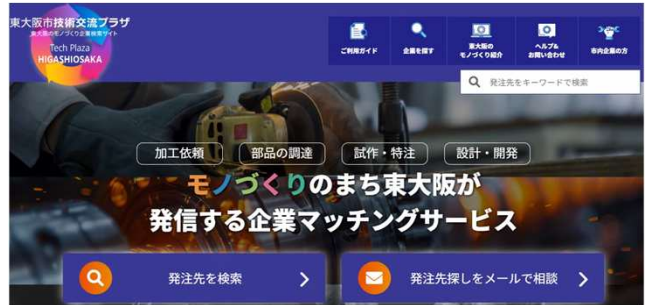 東大阪市技術交流プラザ
東大阪のモノづくり企業検索サイト
Tech Plaza
HIGASHIOSAKA
ご利用ガイド
企業を探す
東大阪の
モノづくり紹介
ヘルプ&
お問い合わせ
市内企業の方
発注先をキーワードで検索
加工依頼
部品の調達
試作・特注
設計・開発
モノづくりのまち東大阪が
発信する企業マッチングサービス
発注先を検索
発注先探しをメールで相談